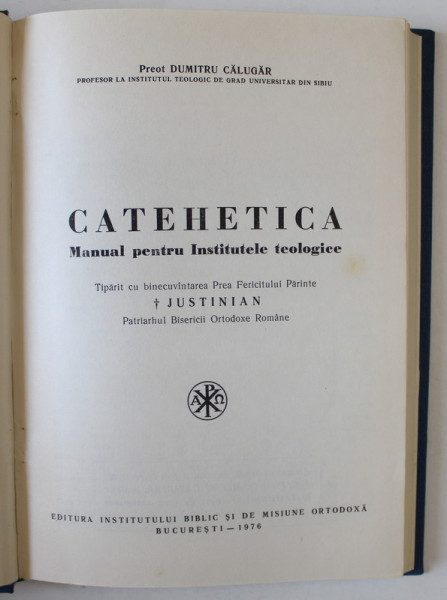 Preot DUMITRU CĂLUGĂR
PROFESOR LA INSTITUTUL TEOLOGIC DE GRAD UNIVERSITAR DIN SIBIU
CATEHETICA
Manual pentru Institutele teologice
Tipărit cu binecuvîntarea Prea Fericitului Părinte
† JUSTINIAN
Patriarhul Bisericii Ortodoxe Române
A Ω
EDITURA INSTITUTULUI BIBLIC ȘI DE MISIUNE ORTODOXĂ
BUCUREȘTI — 1976